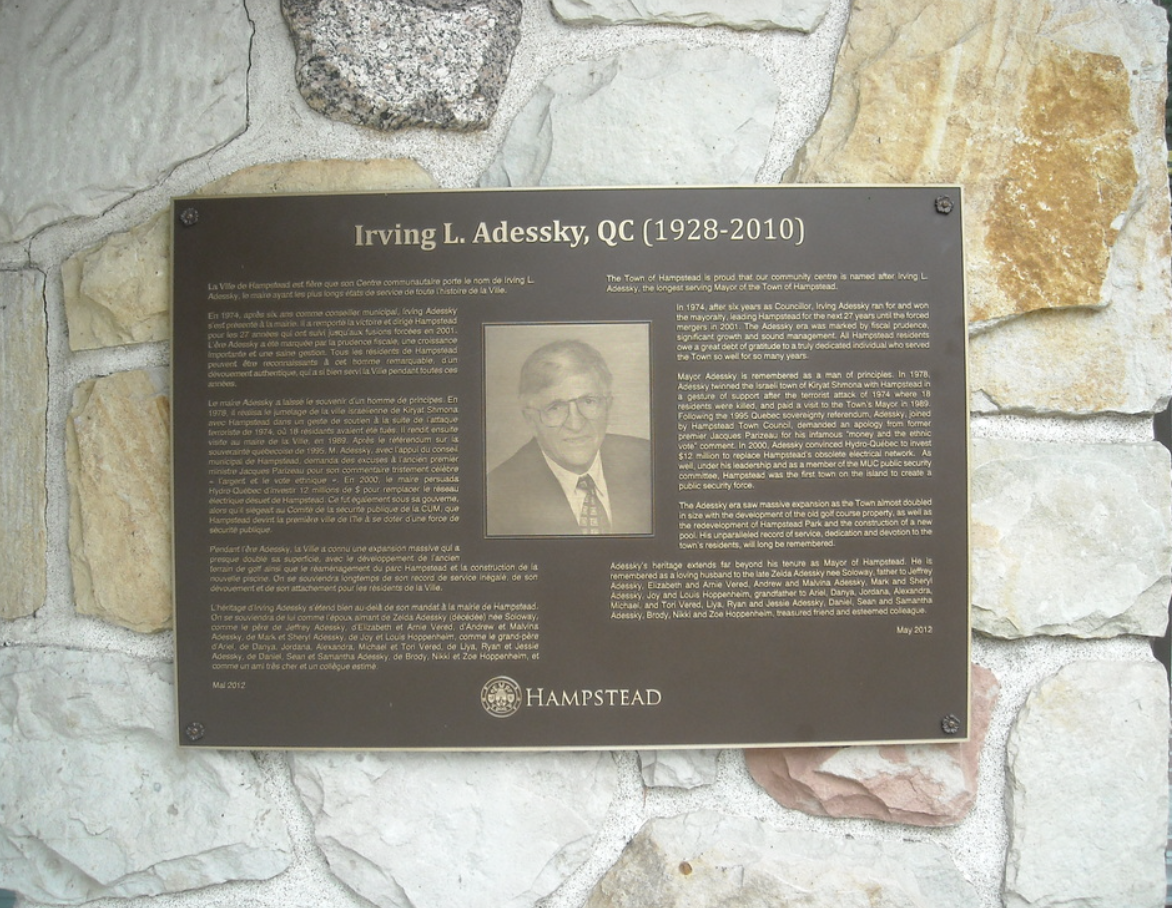 Irving L. Adessky, QC (1928-2010)
La Ville de Hampstead est fière que son Centre communautaire porte le nom de Irving L.
Adessky, le maire ayant les plus longs états de service de toute l'histoire de la Ville.
En 1974, après six ans comme conseiller municipal, Irving Adessky
s'est présenté à la mairie. Il a remporté la victoire et dirigé Hampstead
pour les 27 années qui ont suivi jusqu'aux fusions forcées en 2001.
L'ère Adessky a été marquée par la prudence fiscale, une croissance
importante et une saine gestion. Tous les résidents de Hampstead
peuvent être reconnaissants à cet homme remarquable, d'un
dévouement authentique, qui a si bien servi la Ville pendant toutes ces
années.
Le maire Adessky a laissé le souvenir d'un homme de principes. En
1978, il réalisa le jumelage de la ville israélienne de Kiryat Shmona
avec Hampstead dans un geste de soutien à la suite de l'attaque
terroriste de 1974, où 18 résidants avaient été tués. Il rendit ensuite
visite au maire de la Ville, en 1989. Après le référendum sur la
souveraineté québécoise de 1995, M. Adessky, avec l'appui du conseil
municipal de Hampstead, demanda des excuses à l'ancien premier
ministre Jacques Parizeau pour son commentaire tristement célèbre
« l'argent et le vote ethnique ». En 2000, le maire persuada
Hydro-Québec d'investir 12 millions de $ pour remplacer le réseau
électrique désuet de Hampstead. Ce fut également sous sa gouverne,
alors qu'il siégeait au Comité de la sécurité publique de la CUM, que
Hampstead devint la première ville de l'île à se doter d'une force de
sécurité publique.
Pendant l'ère Adessky, la Ville a connu une expansion massive qui a
presque doublé sa superficie, avec le développement de l'ancien
terrain de golf ainsi que le réaménagement du parc Hampstead et la construction de la
nouvelle piscine. On se souviendra longtemps de son record de service inégalé, de son
dévouement et de son attachement pour les résidents de la Ville.
L'héritage d'Irving Adessky s'étend bien au-delà de son mandat à la mairie de Hampstead.
On se souviendra de lui comme l'époux aimant de Zelda Adessky (décédée) née Soloway,
comme le père de Jeffrey Adessky, d'Elizabeth et Arnie Vered, d'Andrew et Malvina
Adessky, de Mark et Sheryl Adessky, de Joy et Louis Hoppenheim, comme le grand-père
d'Ariel, de Danya, Jordana, Alexandra, Michael et Tori Vered, de Liya, Ryan et Jessie
Adessky, de Daniel, Sean et Samantha Adessky, de Brody, Nikki et Zoe Hoppenheim, et
comme un ami très cher et un collègue estimé.
Mai 2012
The Town of Hampstead is proud that our community centre is named after Irving L.
Adessky, the longest serving Mayor of the Town of Hampstead.
In 1974, after six years as Councillor, Irving Adessky ran for and won
the mayoralty, leading Hampstead for the next 27 years until the forced
mergers in 2001. The Adessky era was marked by fiscal prudence,
significant growth and sound management. All Hampstead residents
owe a great debt of gratitude to a truly dedicated individual who served
the Town so well for so many years.
Mayor Adessky is remembered as a man of principles. In 1978,
Adessky twinned the Israeli town of Kiryat Shmona with Hampstead in
a gesture of support after the terrorist attack of 1974 where 18
residents were killed, and paid a visit to the Town's Mayor in 1989.
Following the 1995 Quebec sovereignty referendum, Adessky, joined
by Hampstead Town Council, demanded an apology from former
premier Jacques Parizeau for his infamous "money and the ethnic
vote" comment. In 2000, Adessky convinced Hydro-Québec to invest
$12 million to replace Hampstead's obsolete electrical network. As
well, under his leadership and as a member of the MUC public security
committee, Hampstead was the first town on the island to create a
public security force.
The Adessky era saw massive expansion as the Town almost doubled
in size with the development of the old golf course property, as well as
the redevelopment of Hampstead Park and the construction of a new
pool. His unparalleled record of service, dedication and devotion to the
town's residents, will long be remembered.
Adessky's heritage extends far beyond his tenure as Mayor of Hampstead. He is
remembered as a loving husband to the late Zelda Adessky nee Soloway, father to Jeffrey
Adessky, Elizabeth and Arnie Vered, Andrew and Malvina Adessky, Mark and Sheryl
Adessky, Joy and Louis Hoppenheim, grandfather to Ariel, Danya, Jordana, Alexandra,
Michael, and Tori Vered, Liya, Ryan and Jessie Adessky, Daniel, Sean and Samantha
Adessky, Brody, Nikki and Zoe Hoppenheim, treasured friend and esteemed colleague.
May 2012
HAMPSTEAD